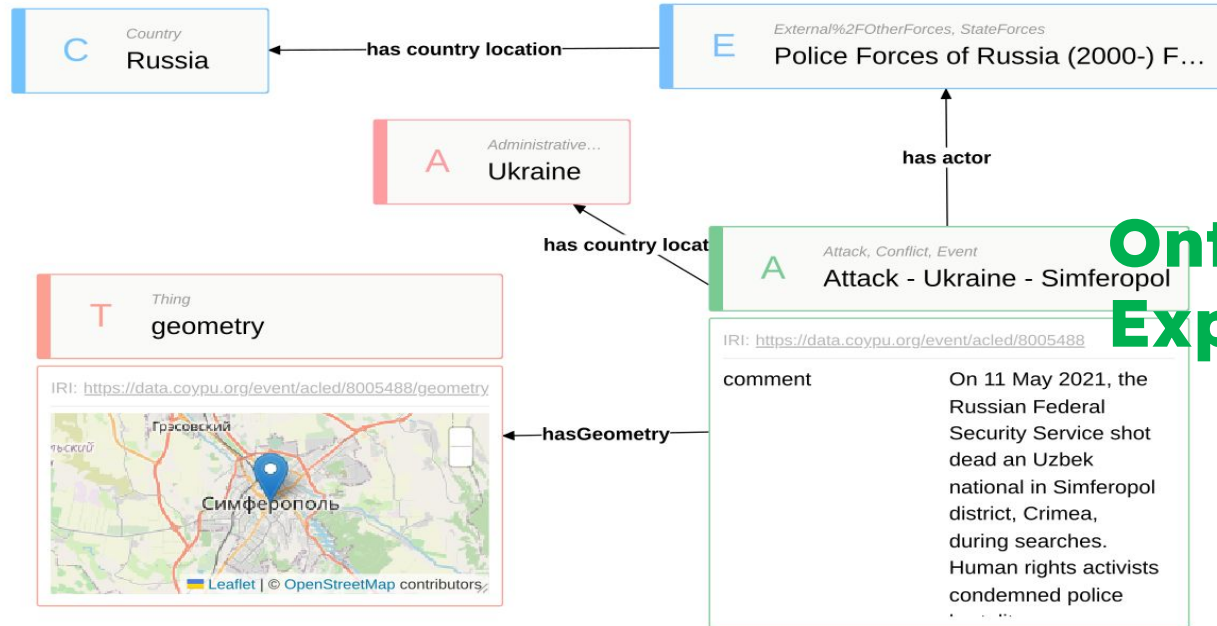 C
Country
Russia
has country location
E
External%2FOtherForces, StateForces
Police Forces of Russia (2000-) F…
A
Administrative…
Ukraine
has actor
has country locat
A
Attack, Conflict, Event
Attack - Ukraine - Simferopol
T
Thing
geometry
IRI: https://data.coypu.org/event/acled/8005488/geometry
Грэсовский
Симферополь
Leaflet | © OpenStreetMap contributors
hasGeometry
IRI: https://data.coypu.org/event/acled/8005488
comment
On 11 May 2021, the
Russian Federal
Security Service shot
dead an Uzbek
national in Simferopol
district, Crimea,
during searches.
Human rights activists
condemned police